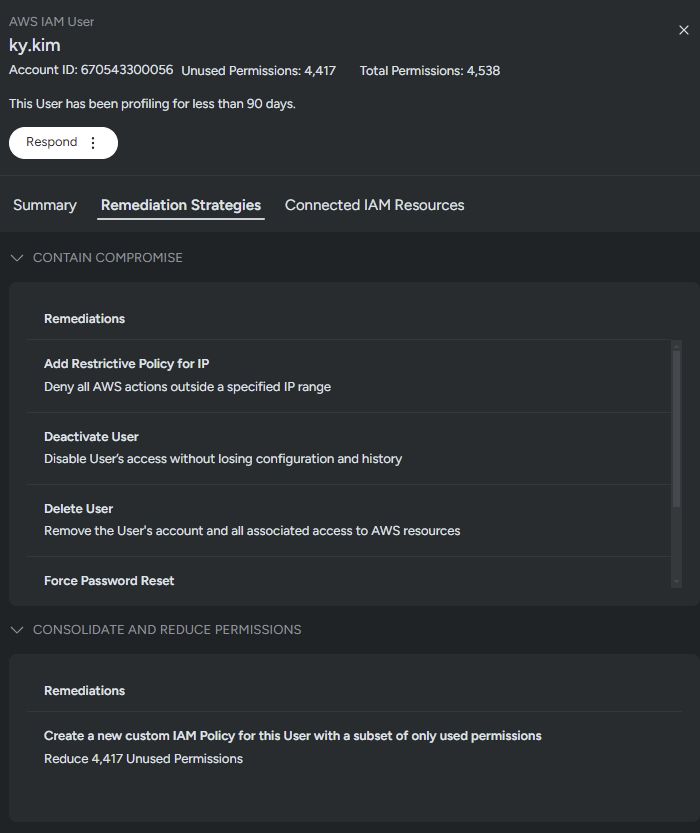 AWS IAM User
ky.kim
Account ID: 670543300056 Unused Permissions: 4,417 Total Permissions: 4,538
This User has been profiling for less than 90 days.
Respond
Summary Remediation Strategies Connected IAM Resources
CONTAIN COMPROMISE
Remediations
Add Restrictive Policy for IP
Deny all AWS actions outside a specified IP range
Deactivate User
Disable User’s access without losing configuration and history
Delete User
Remove the User's account and all associated access to AWS resources
Force Password Reset
CONSOLIDATE AND REDUCE PERMISSIONS
Remediations
Create a new custom IAM Policy for this User with a subset of only used permissions
Reduce 4,417 Unused Permissions